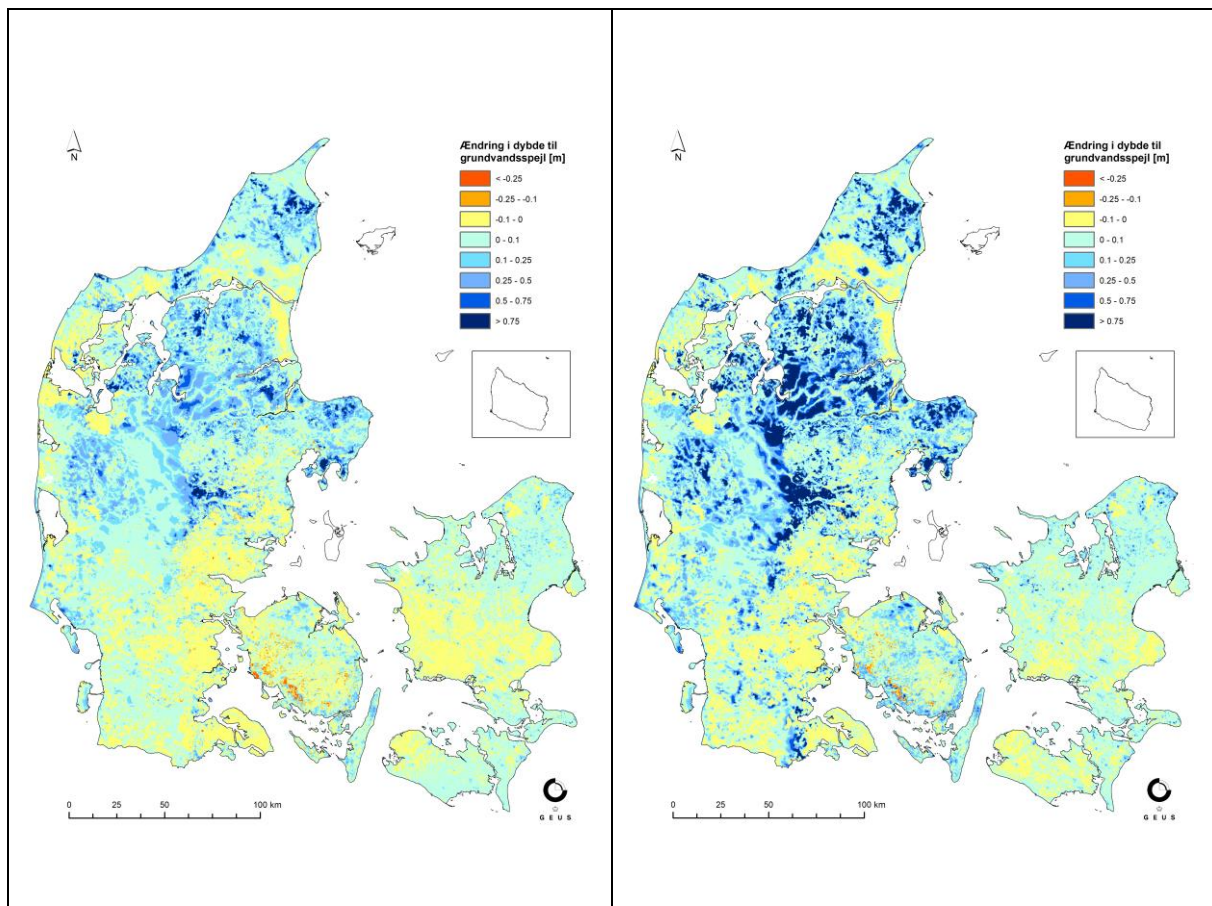 N
Ændring i dybde til
grundvandsspejl [m]
< -0.25
-0.25 - -0.1
-0.1 - 0
0 - 0.1
0.1 - 0.25
0.25 - 0.5
0.5 - 0.75
> 0.75
0 25 50 100 km
G E U S
N
Ændring i dybde til
grundvandsspejl [m]
< -0.25
-0.25 - -0.1
-0.1 - 0
0 - 0.1
0.1 - 0.25
0.25 - 0.5
0.5 - 0.75
> 0.75
0 25 50 100 km
G E U S